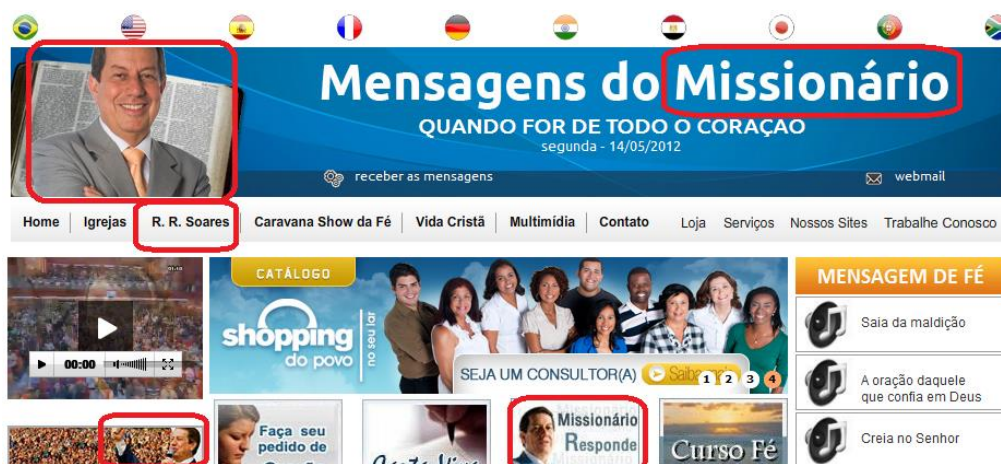 Mensagens do Missionário
QUANDO FOR DE TODO O CORAÇÃO
segunda - 14/05/2012
receber as mensagens
webmail
Home
Igrejas
R. R. Soares
Caravana Show da Fé
Vida Cristã
Multimídia
Contato
Loja
Serviços
Nossos Sites
Trabalhe Conosco
00:00
CATÁLOGO
shopping
do povo
no seu lar
SEJA UM CONSULTOR(A)
Saiba mais
1 2 3 4
MENSAGEM DE FÉ
Saia da maldição
A oração daquele
que confia em Deus
Creia no Senhor
Faça seu
pedido de
Missionário
Responde
Curso Fé